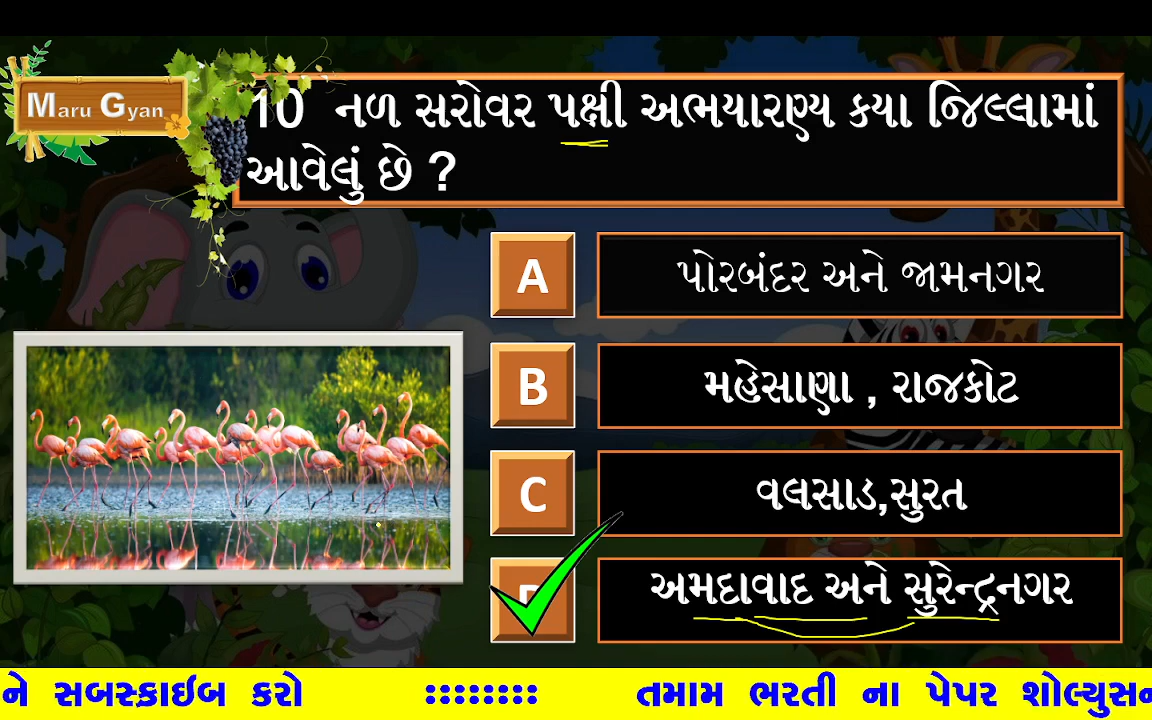 Maru Gyan
10 નળ સરોવર પક્ષી અભયારણ્ય કયા જિલ્લામાં
આવેલું છે ?
A
પોરબંદર અને જામનગર
B
મહેસાણા , રાજકોટ
C
વલસાડ,સુરત
અમદાવાદ અને સુરેન્દ્રનગર
ને સબસ્ક્રાઇબ કરો :::::::: તમામ ભરતી ના પેપર શોલ્યુસન